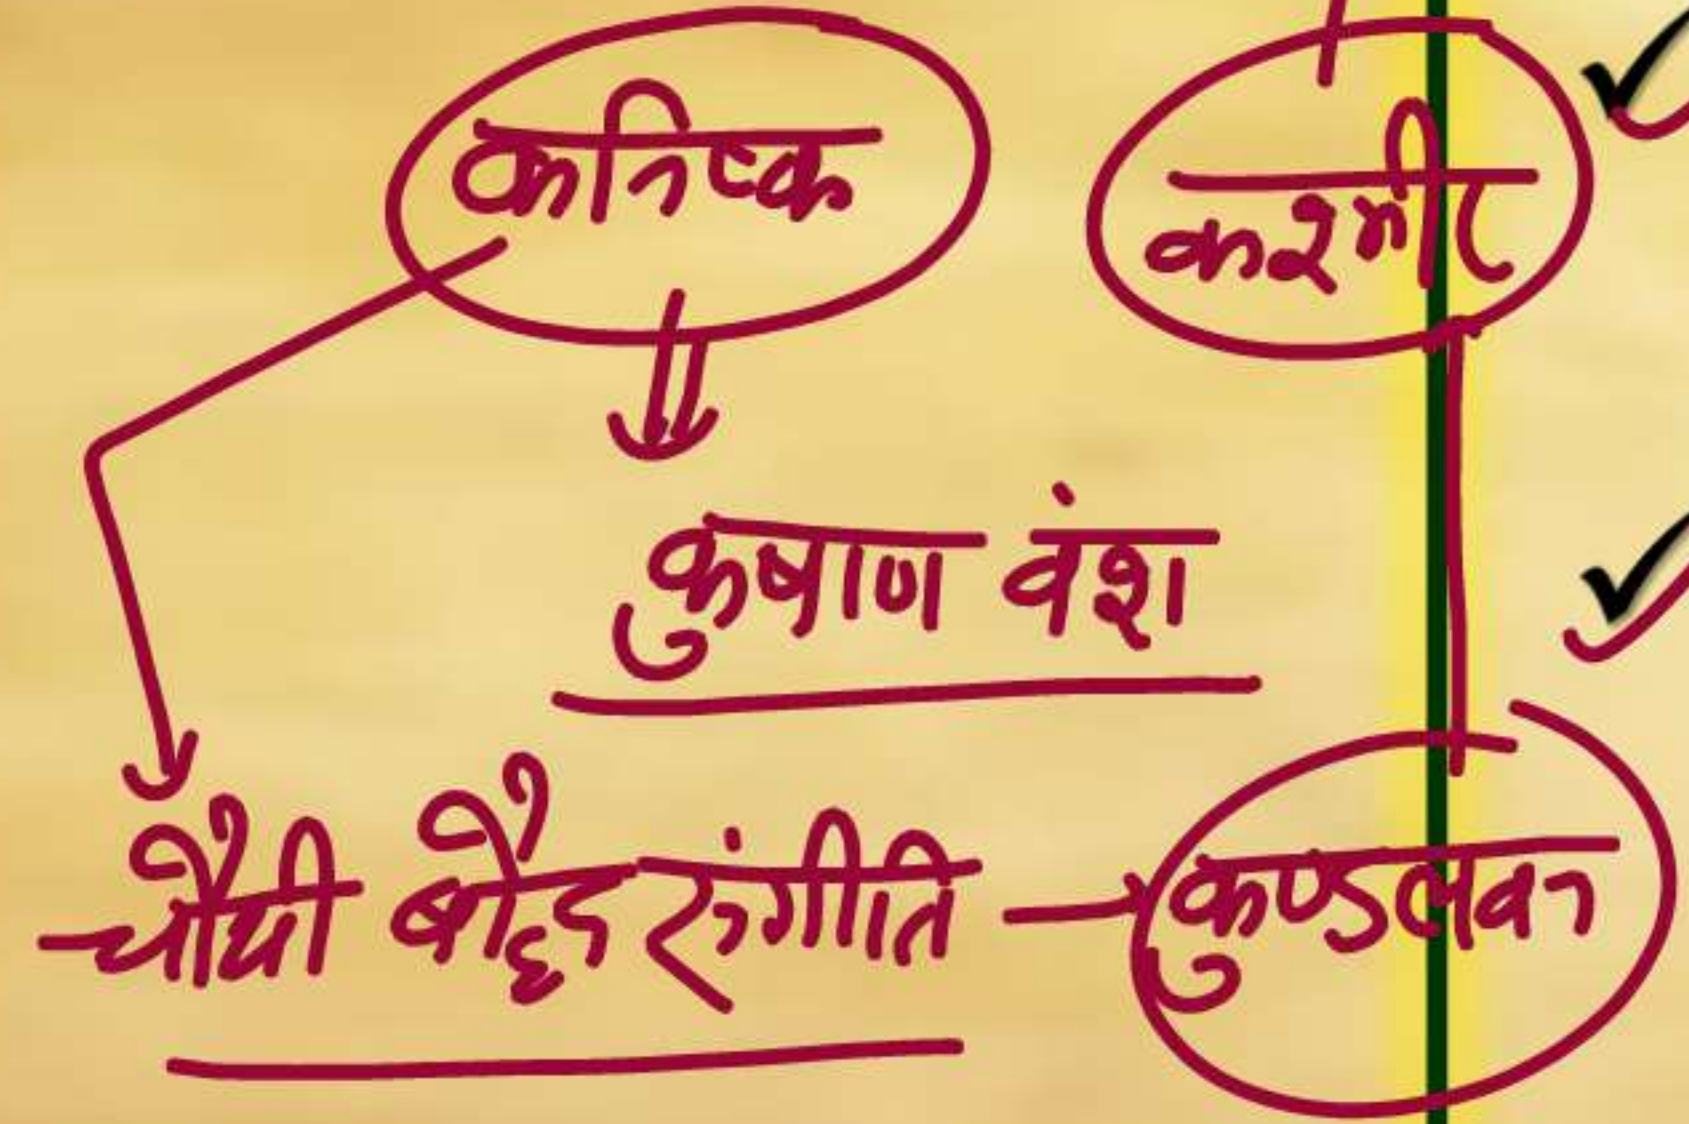 कनिष्क कश्मीर
कुषाण वंश
चौथी बौद्ध संगीति → कुण्डलवन